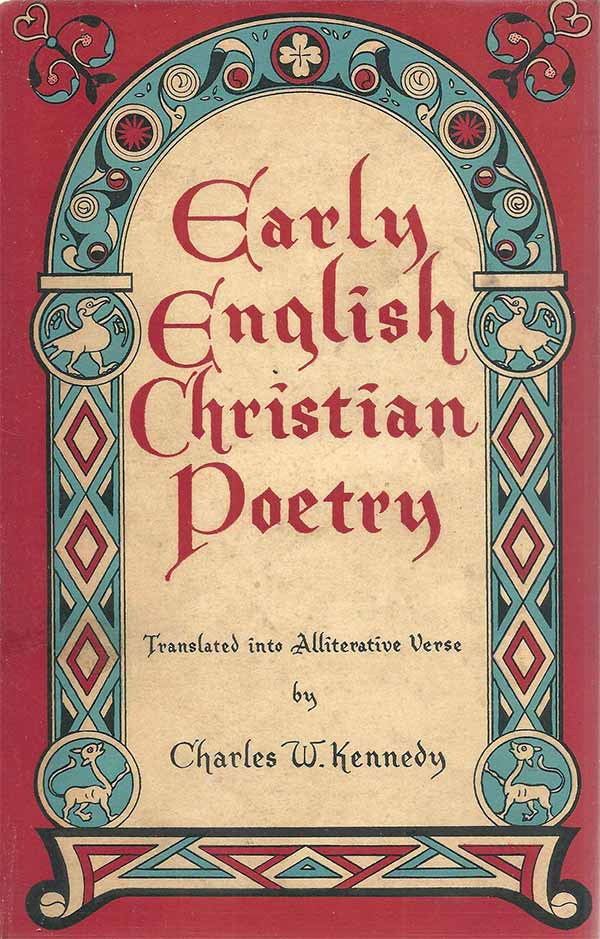 Early
English
Christian
Poetry
Translated into Alliterative Verse
by
Charles W. Kennedy